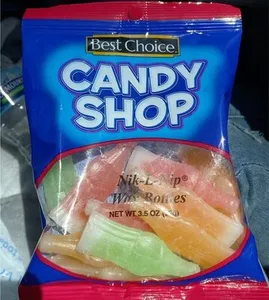 Best Choice
CANDY
SHOP
Nik-L-Nip®
Wax Bottles
NET WT 3.5 OZ